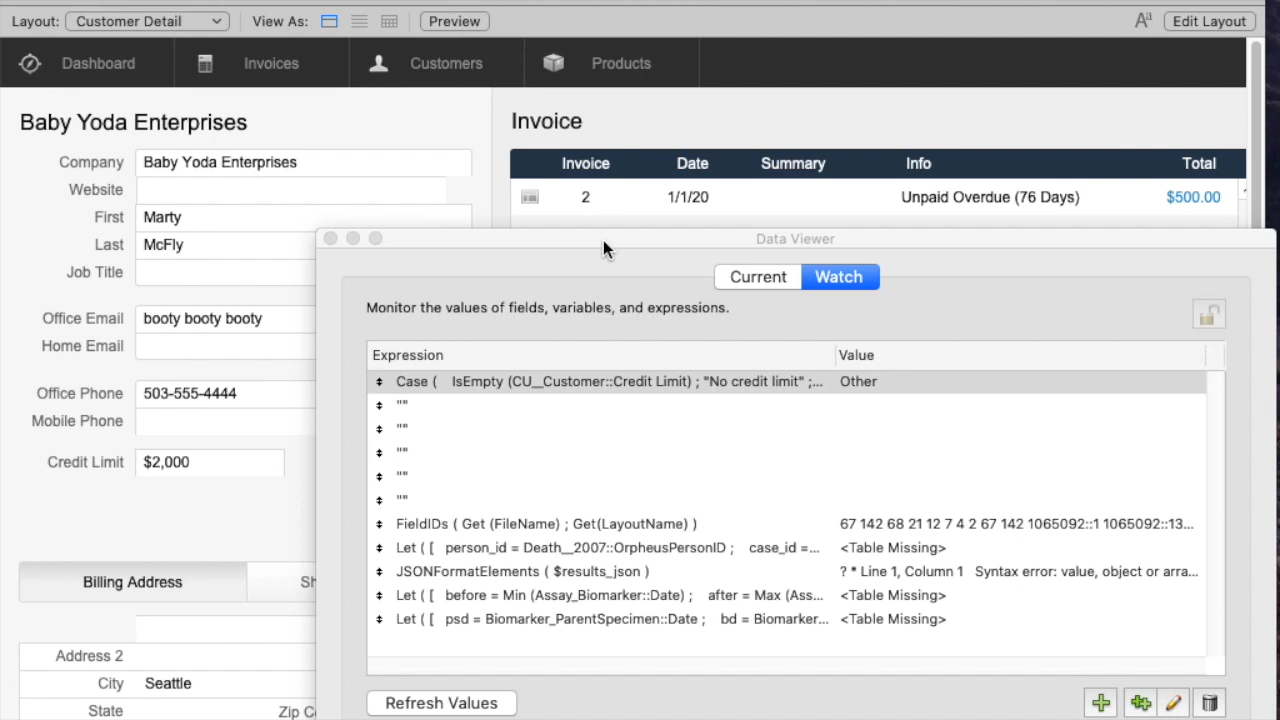 Layout: Customer Detail View As: Preview Aª Edit Layout
Dashboard Invoices Customers Products
Baby Yoda Enterprises
Company Baby Yoda Enterprises
Website
First Marty
Last McFly
Job Title
Office Email booty booty booty
Home Email
Office Phone 503-555-4444
Mobile Phone
Credit Limit $2,000
Billing Address Sh
Address 2
City Seattle
State Zip C
Invoice
Invoice Date Summary Info Total
2 1/1/20 Unpaid Overdue (76 Days) $500.00
Data Viewer
Current Watch
Monitor the values of fields, variables, and expressions.
Expression Value
Case ( IsEmpty (CU__Customer::Credit Limit) ; "No credit limit" ;... Other
""
""
""
""
""
FieldIDs ( Get (FileName) ; Get(LayoutName) ) 67 142 68 21 12 7 4 2 67 142 1065092::1 1065092::13...
Let ( [ person_id = Death__2007::OrpheusPersonID ; case_id =... <Table Missing>
JSONFormatElements ( $results_json ) ? * Line 1, Column 1 Syntax error: value, object or arra...
Let ( [ before = Min (Assay_Biomarker::Date) ; after = Max (Ass... <Table Missing>
Let ( [ psd = Biomarker_ParentSpecimen::Date ; bd = Biomarker... <Table Missing>
Refresh Values